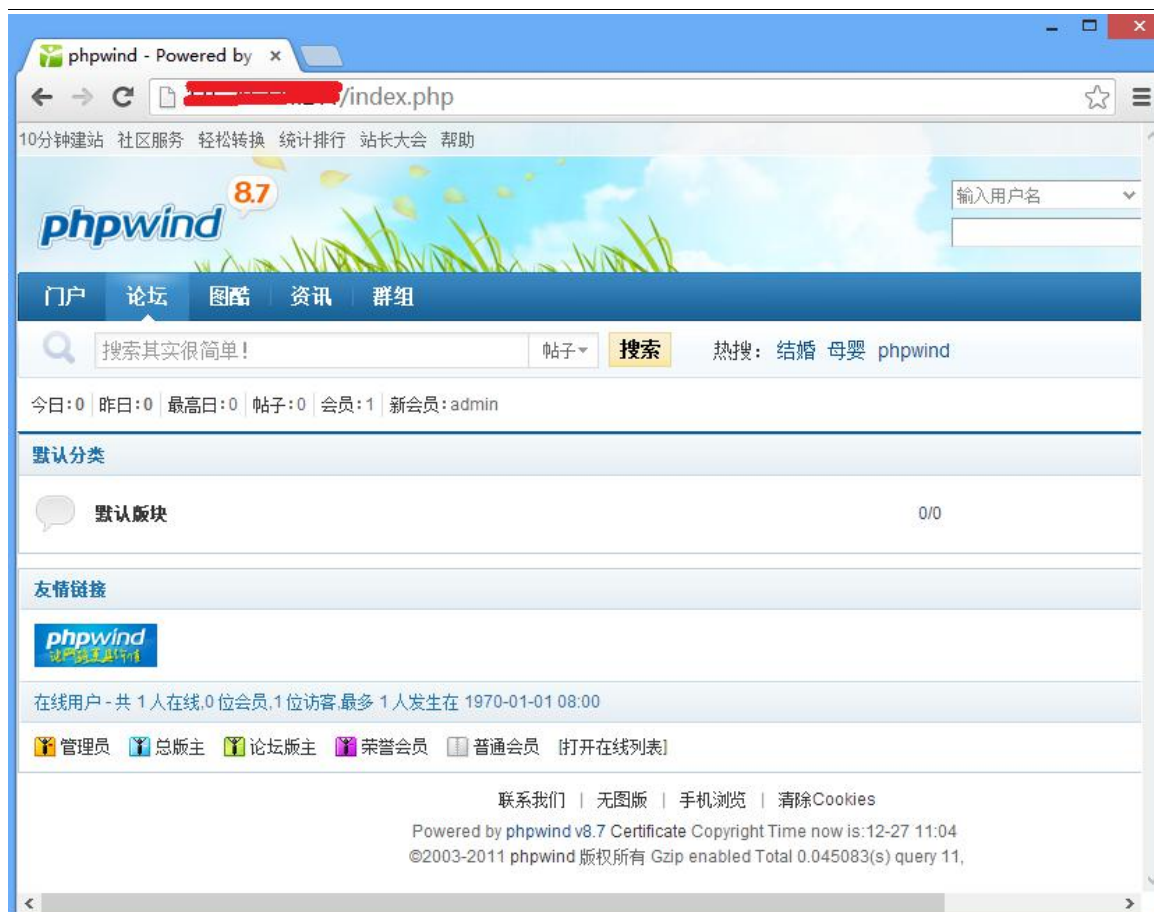 phpwind - Powered by
/index.php
10分钟建站 社区服务 轻松转换 统计排行 站长大会 帮助
phpwind 8.7
输入用户名
门户 论坛 图酷 资讯 群组
搜索其实很简单! 帖子 搜索 热搜: 结婚 母婴 phpwind
今日:0 昨日:0 最高日:0 帖子:0 会员:1 新会员:admin
默认分类
默认版块 0/0
友情链接
phpwind
在线用户 - 共 1 人在线,0 位会员,1 位访客,最多 1 人发生在 1970-01-01 08:00
管理员 总版主 论坛版主 荣誉会员 普通会员 [打开在线列表]
联系我们 | 无图版 | 手机浏览 | 清除Cookies
Powered by phpwind v8.7 Certificate Copyright Time now is:12-27 11:04
©2003-2011 phpwind 版权所有 Gzip enabled Total 0.045083(s) query 11,